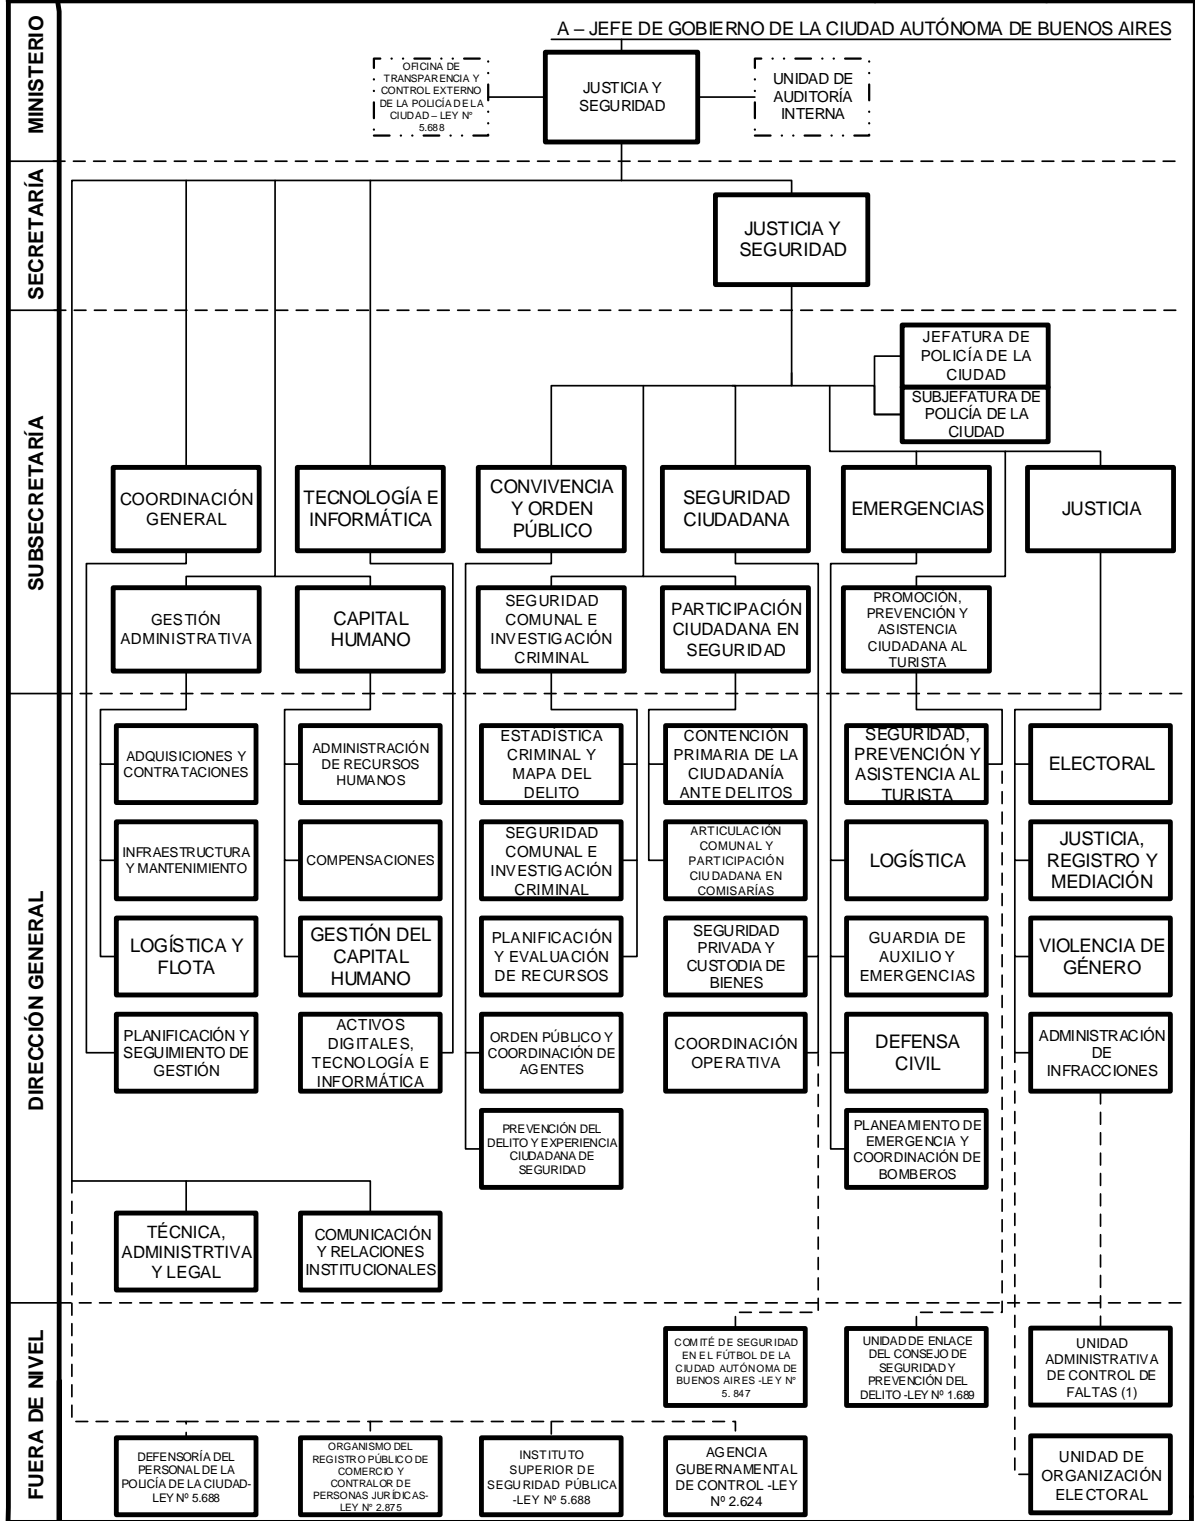 A – JEFE DE GOBIERNO DE LA CIUDAD AUTÓNOMA DE BUENOS AIRES
MINISTERIO
OFICINA DE
TRANSPARENCIA Y
CONTROL EXTERNO
DE LA POLICÍA DE LA
CIUDAD – LEY N°
5.688
JUSTICIA Y
SEGURIDAD
UNIDAD DE
AUDITORÍA
INTERNA
SECRETARÍA
JUSTICIA Y
SEGURIDAD
SUBSECRETARÍA
JEFATURA DE
POLICÍA DE LA
CIUDAD
SUBJEFATURA DE
POLICÍA DE LA
CIUDAD
COORDINACIÓN
GENERAL
TECNOLOGÍA E
INFORMÁTICA
CONVIVENCIA
Y ORDEN
PÚBLICO
SEGURIDAD
CIUDADANA
EMERGENCIAS
JUSTICIA
GESTIÓN
ADMINISTRATIVA
CAPITAL
HUMANO
SEGURIDAD
COMUNAL E
INVESTIGACIÓN
CRIMINAL
PARTICIPACIÓN
CIUDADANA EN
SEGURIDAD
PROMOCIÓN,
PREVENCIÓN Y
ASISTENCIA
CIUDADANA AL
TURISTA
DIRECCIÓN GENERAL
ADQUISICIONES Y
CONTRATACIONES
ADMINISTRACIÓN
DE RECURSOS
HUMANOS
ESTADÍSTICA
CRIMINAL Y
MAPA DEL
DELITO
CONTENCIÓN
PRIMARIA DE LA
CIUDADANÍA
ANTE DELITOS
SEGURIDAD,
PREVENCIÓN Y
ASISTENCIA AL
TURISTA
ELECTORAL
INFRAESTRUCTURA
Y MANTENIMIENTO
COMPENSACIONES
SEGURIDAD
COMUNAL E
INVESTIGACIÓN
CRIMINAL
ARTICULACIÓN
COMUNAL Y
PARTICIPACIÓN
CIUDADANA EN
COMISARÍAS
LOGÍSTICA
JUSTICIA,
REGISTRO Y
MEDIACIÓN
LOGÍSTICA Y
FLOTA
GESTIÓN DEL
CAPITAL
HUMANO
PLANIFICACIÓN
Y EVALUACIÓN
DE RECURSOS
SEGURIDAD
PRIVADA Y
CUSTODIA DE
BIENES
GUARDIA DE
AUXILIO Y
EMERGENCIAS
VIOLENCIA DE
GÉNERO
PLANIFICACIÓN Y
SEGUIMIENTO DE
GESTIÓN
ACTIVOS
DIGITALES,
TECNOLOGÍA E
INFORMÁTICA
ORDEN PÚBLICO Y
COORDINACIÓN DE
AGENTES
COORDINACIÓN
OPERATIVA
DEFENSA
CIVIL
ADMINISTRACIÓN
DE
INFRACCIONES
PREVENCIÓN DEL
DELITO Y EXPERIENCIA
CIUDADANA DE
SEGURIDAD
PLANEAMIENTO DE
EMERGENCIA Y
COORDINACIÓN DE
BOMBEROS
TÉCNICA,
ADMINISTRTIVA
Y LEGAL
COMUNICACIÓN
Y RELACIONES
INSTITUCIONALES
FUERA DE NIVEL
COMITÉ DE SEGURIDAD
EN EL FÚTBOL DE LA
CIUDAD AUTÓNOMA DE
BUENOS AIRES -LEY N°
5. 847
UNIDAD DE ENLACE
DEL CONSEJO DE
SEGURIDAD Y
PREVENCIÓN DEL
DELITO -LEY Nº 1.689
UNIDAD
ADMINISTRATIVA
DE CONTROL DE
FALTAS (1)
DEFENSORÍA DEL
PERSONAL DE LA
POLICÍA DE LA CIUDAD-
LEY Nº 5.688
ORGANISMO DEL
REGISTRO PÚBLICO DE
COMERCIO Y
CONTRALOR DE
PERSONAS JURÍDICAS-
LEY N° 2.875
INSTITUTO
SUPERIOR DE
SEGURIDAD PÚBLICA
-LEY Nº 5.688
AGENCIA
GUBERNAMENTAL
DE CONTROL -LEY
Nº 2.624
UNIDAD DE
ORGANIZACIÓN
ELECTORAL